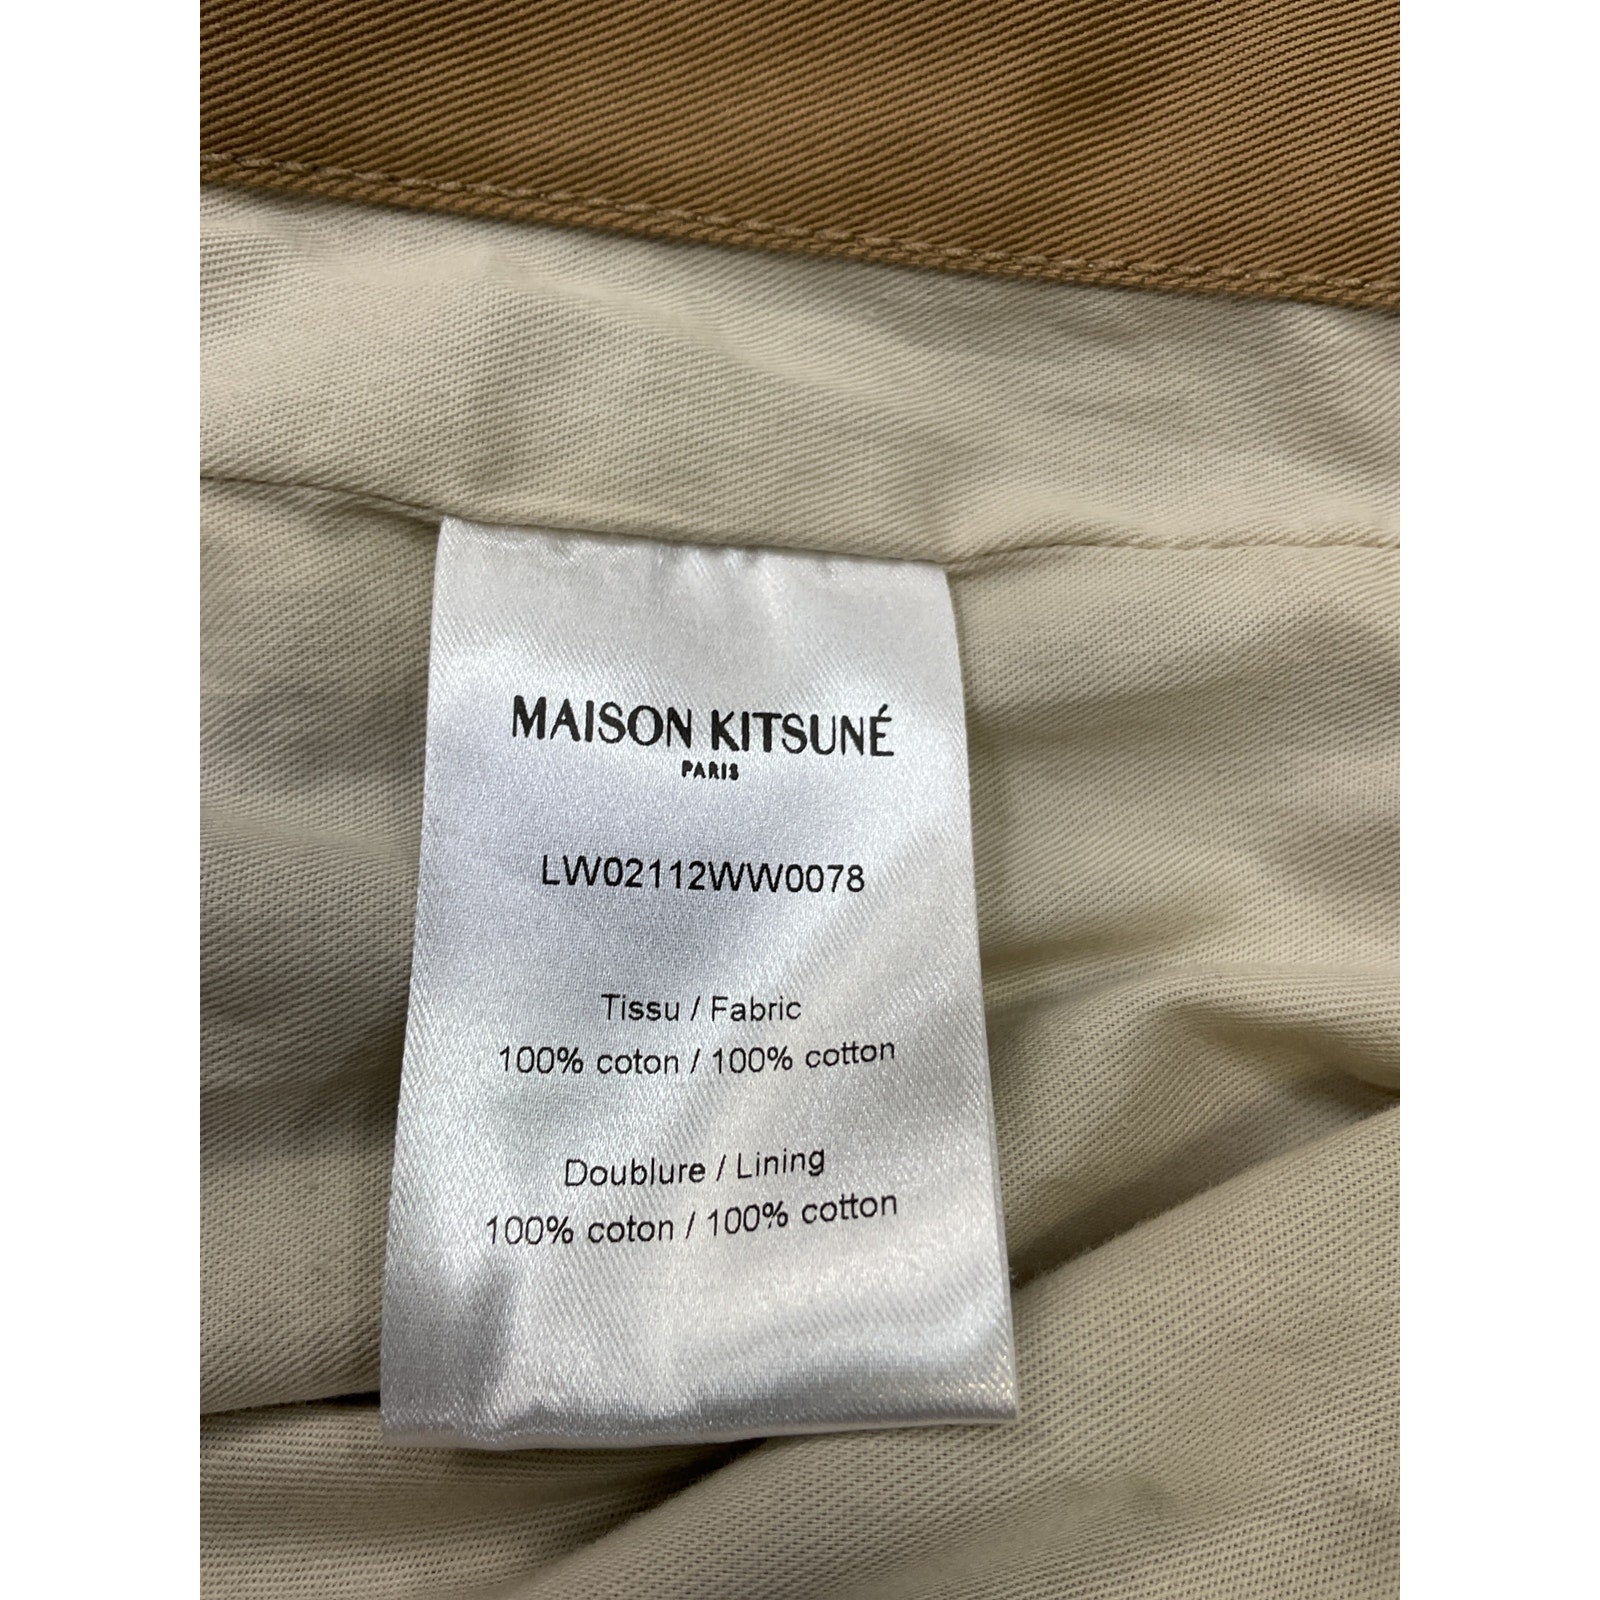 MAISON KITSUNÉ
PARIS
LW02112WW0078
Tissu / Fabric
100% coton / 100% cotton
Doublure / Lining
100% coton / 100% cotton